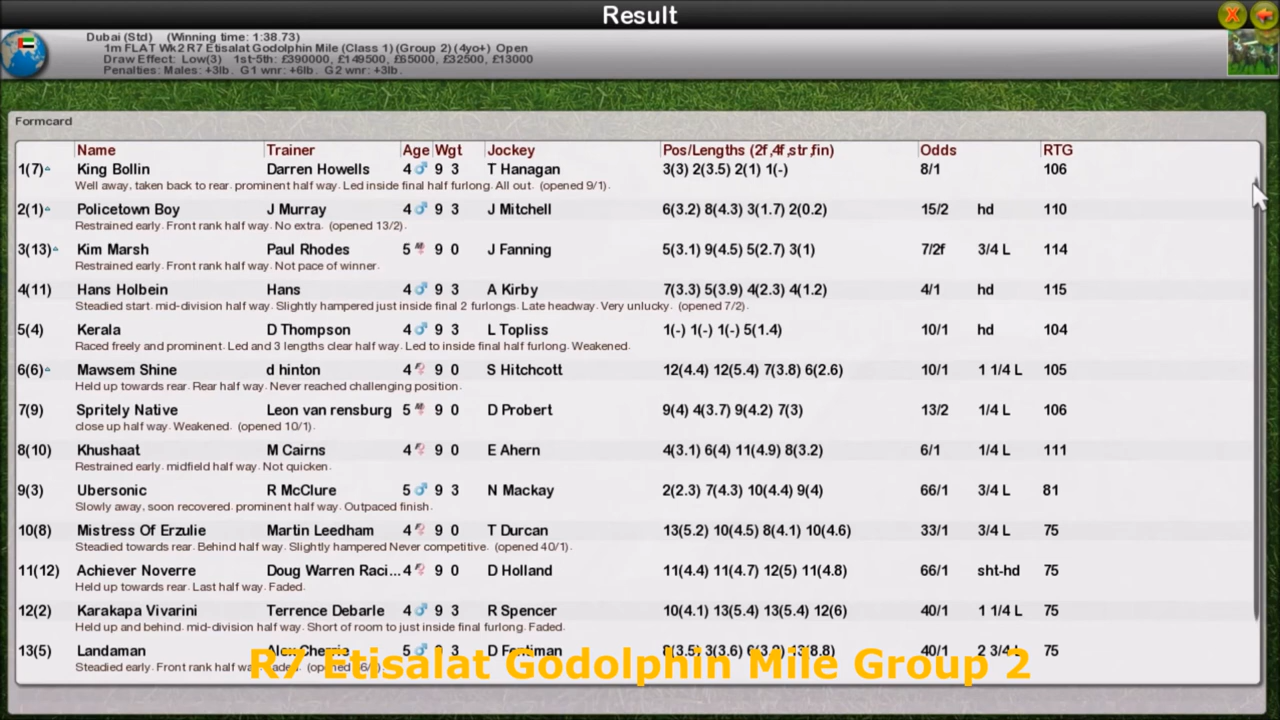 Result
Dubai (Std) (Winning time: 1:38.73)
1m FLAT Wk2 R7 Etisalat Godolphin Mile (Class 1) (Group 2) (4yo+) Open
Draw Effect: Low(3) 1st-5th: £390000, £149500, £65000, £32500, £13000
Penalties: Males: +3lb. G1 wnr: +6lb. G2 wnr: +3lb.
Formcard
Name Trainer Age Wgt Jockey Pos/Lengths (2f,4f,str,fin) Odds RTG
1(7) King Bollin Darren Howells 4 9 3 T Hanagan 3(3) 2(3.5) 2(1) 1(-) 8/1 106
Well away, taken back to rear. prominent half way. Led inside final half furlong. All out. (opened 9/1).
2(1) Policetown Boy J Murray 4 9 3 J Mitchell 6(3.2) 8(4.3) 3(1.7) 2(0.2) 15/2 hd 110
Restrained early. Front rank half way. No extra. (opened 13/2).
3(13) Kim Marsh Paul Rhodes 5 9 0 J Fanning 5(3.1) 9(4.5) 5(2.7) 3(1) 7/2f 3/4 L 114
Restrained early. Front rank half way. Not pace of winner.
4(11) Hans Holbein Hans 4 9 3 A Kirby 7(3.3) 5(3.9) 4(2.3) 4(1.2) 4/1 hd 115
Steadied start. mid-division half way. Slightly hampered just inside final 2 furlongs. Late headway. Very unlucky. (opened 7/2).
5(4) Kerala D Thompson 4 9 3 L Topliss 1(-) 1(-) 1(-) 5(1.4) 10/1 hd 104
Raced freely and prominent. Led and 3 lengths clear half way. Led to inside final half furlong. Weakened.
6(6) Mawsem Shine d hinton 4 9 0 S Hitchcott 12(4.4) 12(5.4) 7(3.8) 6(2.6) 10/1 1 1/4 L 105
Held up towards rear. Rear half way. Never reached challenging position.
7(9) Spritely Native Leon van rensburg 5 9 0 D Probert 9(4) 4(3.7) 9(4.2) 7(3) 13/2 1/4 L 106
close up half way. Weakened. (opened 10/1).
8(10) Khushaat M Cairns 4 9 0 E Ahern 4(3.1) 6(4) 11(4.9) 8(3.2) 6/1 1/4 L 111
Restrained early. midfield half way. Not quicken.
9(3) Ubersonic R McClure 5 9 3 N Mackay 2(2.3) 7(4.3) 10(4.4) 9(4) 66/1 3/4 L 81
Slowly away, soon recovered. prominent half way. Outpaced finish.
10(8) Mistress Of Erzulie Martin Leedham 4 9 0 T Durcan 13(5.2) 10(4.5) 8(4.1) 10(4.6) 33/1 3/4 L 75
Steadied towards rear. Behind half way. Slightly hampered Never competitive. (opened 40/1).
11(12) Achiever Noverre Doug Warren Raci... 4 9 0 D Holland 11(4.4) 11(4.7) 12(5) 11(4.8) 66/1 sht-hd 75
Held up towards rear. Last half way. Faded.
12(2) Karakapa Vivarini Terrence Debarle 4 9 3 R Spencer 10(4.1) 13(5.4) 13(5.4) 12(6) 40/1 1 1/4 L 75
Held up and behind. mid-division half way. Short of room to just inside final furlong. Faded.
13(5) Landaman Alex Cherrie 5 3 D 40/1 2 3/4 75
Steadied early. Front rank half
R7 Etisalat Godolphin Mile Group 2